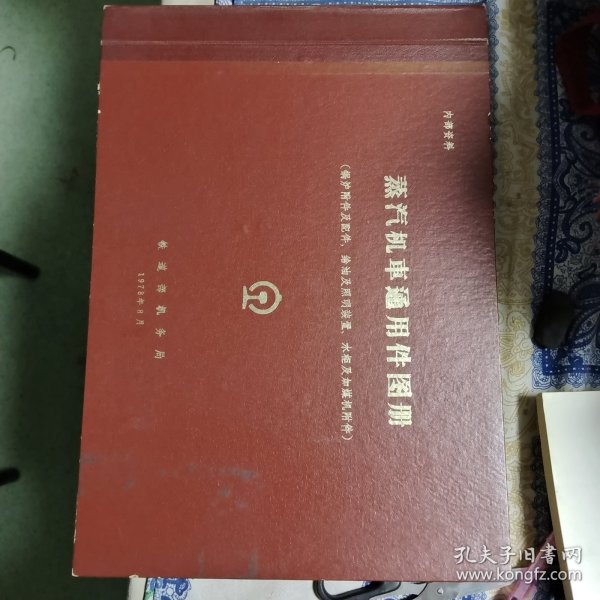 内部资料
蒸汽机車通用件图册
(锅炉附件及配件，给油及照明装置、水柜及加煤机附件)
铁道部机务局
1978年8月
孔夫子旧书网
www.kongfz.com